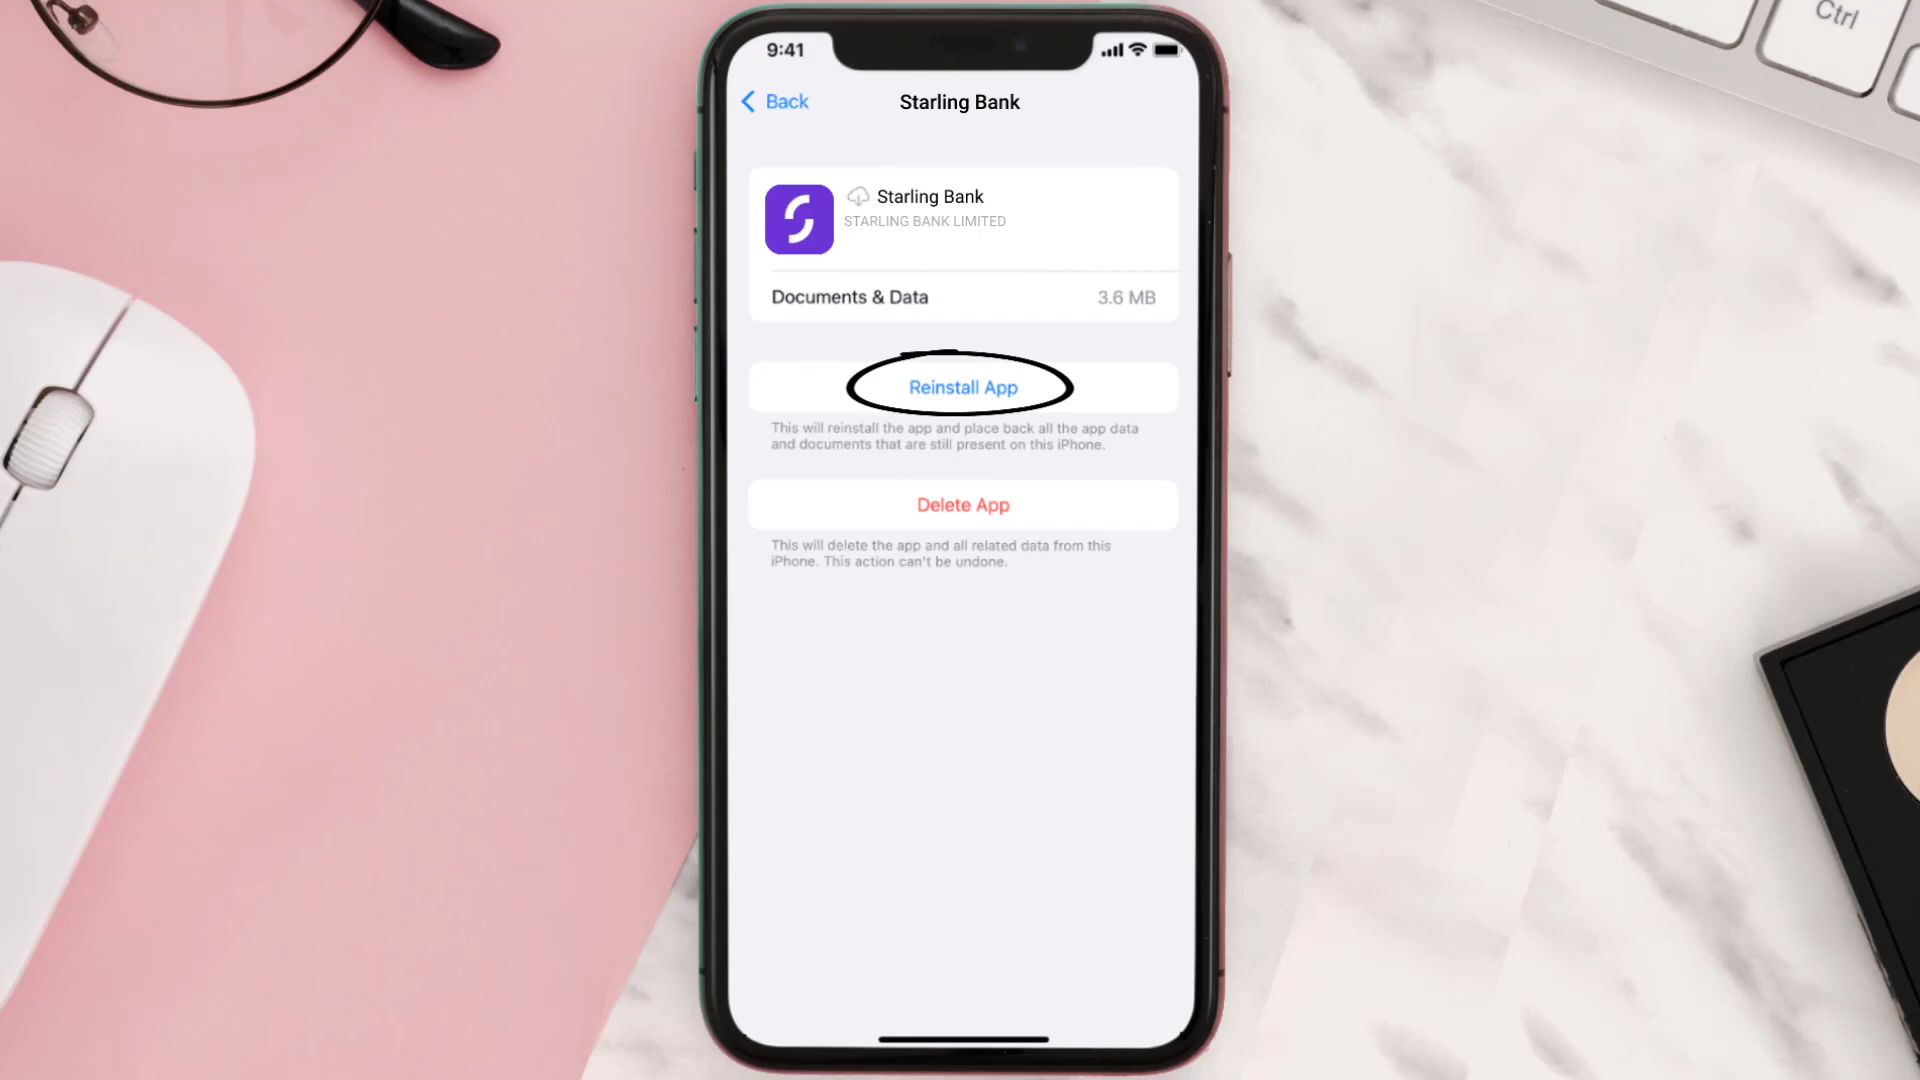 9:41
Back
Starling Bank
Starling Bank
STARLING BANK LIMITED
Documents & Data
3.6 MB
Reinstall App
This will reinstall the app and place back all the app data
and documents that are still present on this iPhone.
Delete App
This will delete the app and all related data from this
iPhone. This action can't be undone.
Ctrl